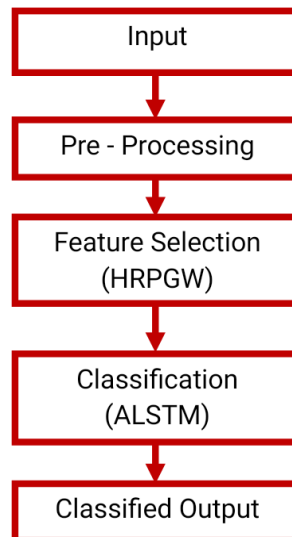 Input
Pre - Processing
Feature Selection
(HRPGW)
Classification
(ALSTM)
Classified Output